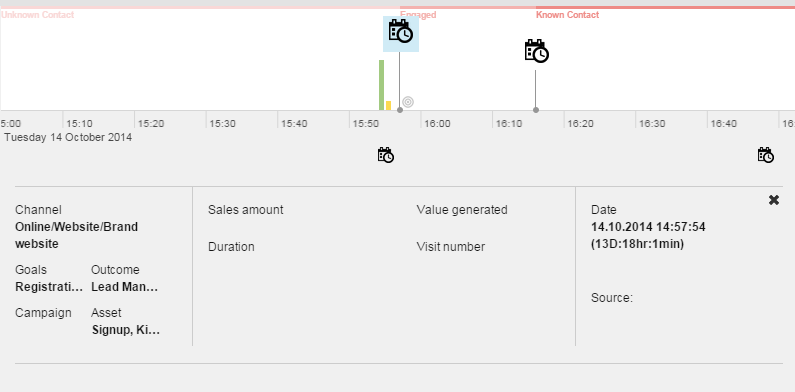 Unknown Contact
Engaged
Known Contact
5:00 15:10 15:20 15:30 15:40 15:50 16:00 16:10 16:20 16:30 16:40 16:
Tuesday 14 October 2014
Channel
Online/Website/Brand
website
Goals Outcome
Registrati... Lead Man...
Campaign Asset
Signup, Ki...
Sales amount Value generated
Duration Visit number
Date
14.10.2014 14:57:54
(13D:18hr:1min)
Source: